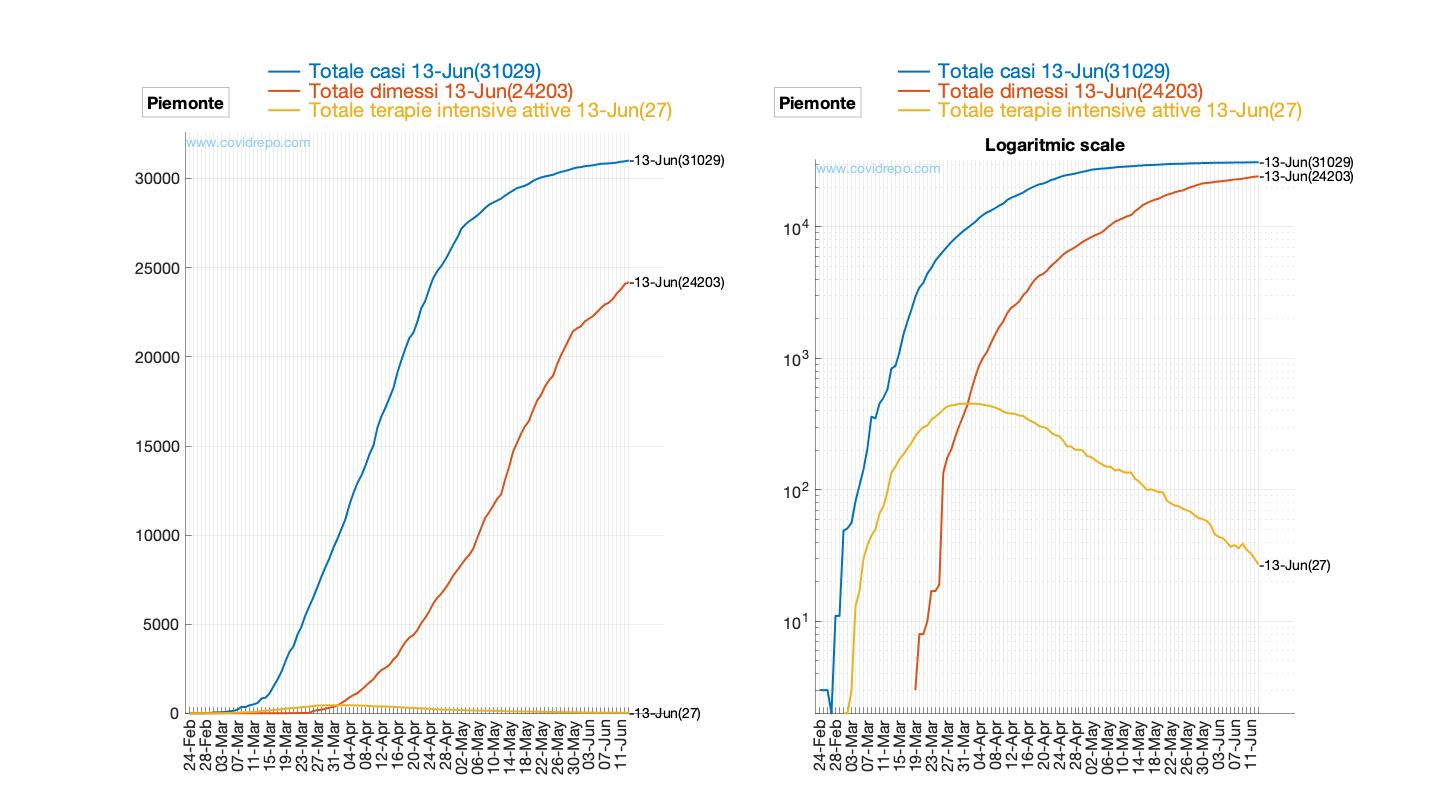 Piemonte
Totale casi 13-Jun(31029)
Totale dimessi 13-Jun(24203)
Totale terapie intensive attive 13-Jun(27)
www.covidrepo.com
30000
25000
20000
15000
10000
5000
0
-13-Jun(31029)
-13-Jun(24203)
-13-Jun(27)
24-Feb
28-Feb
03-Mar
07-Mar
11-Mar
15-Mar
19-Mar
23-Mar
27-Mar
31-Mar
04-Apr
08-Apr
12-Apr
16-Apr
20-Apr
24-Apr
28-Apr
02-May
06-May
10-May
14-May
18-May
22-May
26-May
30-May
03-Jun
07-Jun
11-Jun
Piemonte
Totale casi 13-Jun(31029)
Totale dimessi 13-Jun(24203)
Totale terapie intensive attive 13-Jun(27)
Logaritmic scale
www.covidrepo.com
10^4
10^3
10^2
10^1
-13-Jun(31029)
-13-Jun(24203)
-13-Jun(27)
24-Feb
28-Feb
03-Mar
07-Mar
11-Mar
15-Mar
19-Mar
23-Mar
27-Mar
31-Mar
04-Apr
08-Apr
12-Apr
16-Apr
20-Apr
24-Apr
28-Apr
02-May
06-May
10-May
14-May
18-May
22-May
26-May
30-May
03-Jun
07-Jun
11-Jun